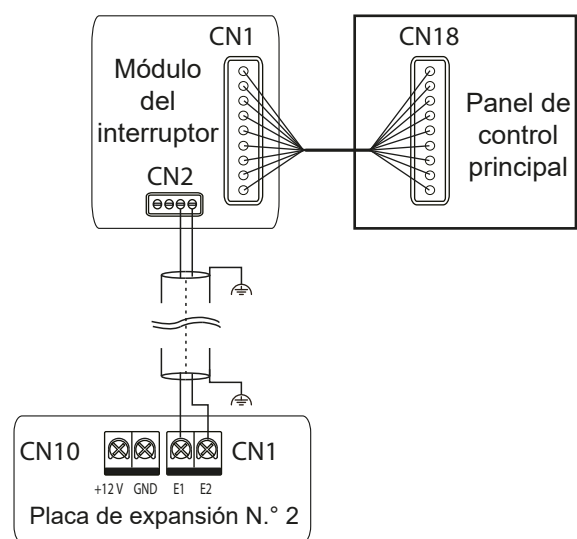 CN1
CN18
Módulo
del
interruptor
Panel de
control
principal
CN2
CN10
CN1
+12 V GND E1 E2
Placa de expansión N.° 2